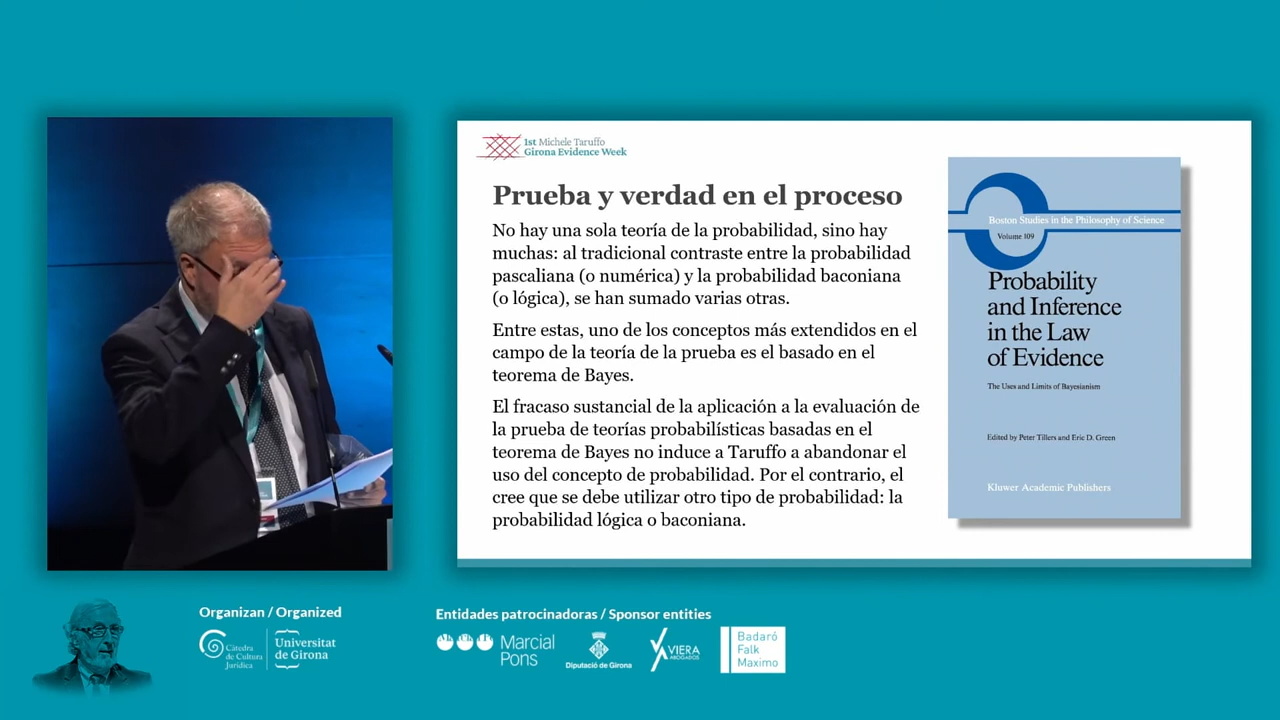 1st Michele Taruffo
Girona Evidence Week
Prueba y verdad en el proceso
No hay una sola teoría de la probabilidad, sino hay
muchas: al tradicional contraste entre la probabilidad
pascaliana (o numérica) y la probabilidad baconiana
(o lógica), se han sumado varias otras.
Entre estas, uno de los conceptos más extendidos en el
campo de la teoría de la prueba es el basado en el
teorema de Bayes.
El fracaso sustancial de la aplicación a la evaluación de
la prueba de teorías probabilísticas basadas en el
teorema de Bayes no induce a Taruffo a abandonar el
uso del concepto de probabilidad. Por el contrario, el
cree que se debe utilizar otro tipo de probabilidad: la
probabilidad lógica o baconiana.
Boston Studies in the Philosophy of Science
Volume 109
Probability
and Inference
in the Law
of Evidence
The Uses and Limits of Bayesianism
Edited by Peter Tillers and Eric D. Green
Kluwer Academic Publishers
Organizan / Organized
Càtedra
de Cultura
Jurídica
Universitat
de Girona
Entidades patrocinadoras / Sponsor entities
Marcial
Pons
Diputació de Girona
VIERA
ABOGADOS
Badaró
Falk
Maximo